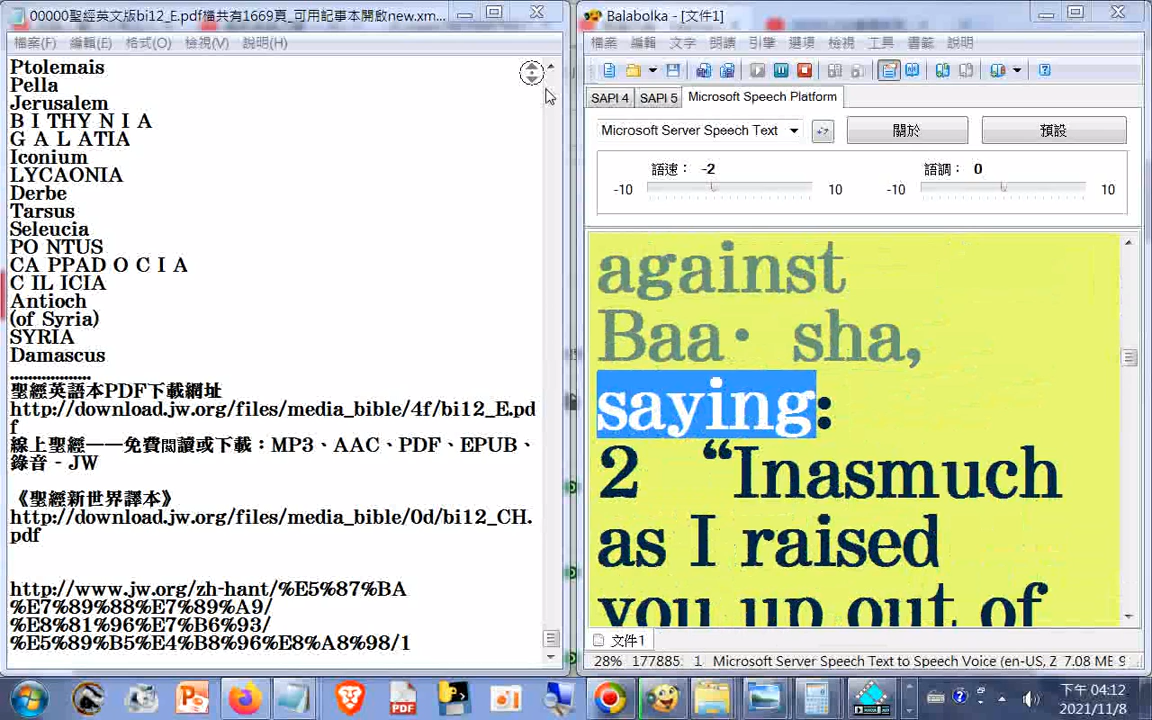 00000聖經英文版bi12_E.pdf檔共有1669頁_可用記事本開啟new.xm...
檔案(F) 編輯(E) 格式(O) 檢視(V) 說明(H)
Ptolemais
Pella
Jerusalem
B I THY N I A
G A L ATIA
Iconium
LYCAONIA
Derbe
Tarsus
Seleucia
PO NTUS
CA PPAD O C I A
C IL ICIA
Antioch
(of Syria)
SYRIA
Damascus
..................
聖經英語本PDF下載網址
http://download.jw.org/files/media_bible/4f/bi12_E.pd
f
線上聖經——免費閱讀或下載：MP3、AAC、PDF、EPUB、
錄音 - JW
《聖經新世界譯本》
http://download.jw.org/files/media_bible/0d/bi12_CH.
pdf
http://www.jw.org/zh-hant/%E5%87%BA
%E7%89%88%E7%89%A9/
%E8%81%96%E7%B6%93/
%E5%89%B5%E4%B8%96%E8%A8%98/1
Balabolka - [文件1]
檔案 編輯 文字 朗讀 引擎 選項 檢視 工具 書籤 說明
SAPI 4 SAPI 5 Microsoft Speech Platform
Microsoft Server Speech Text 關於 預設
語速： -2 語調： 0
-10 10 -10 10
against
Baa· sha,
saying:
2 “Inasmuch
as I raised
you up out of
文件1
28% 177885: 1 Microsoft Server Speech Text to Speech Voice (en-US, Z 7.08 MB 9
下午 04:12
2021/11/8